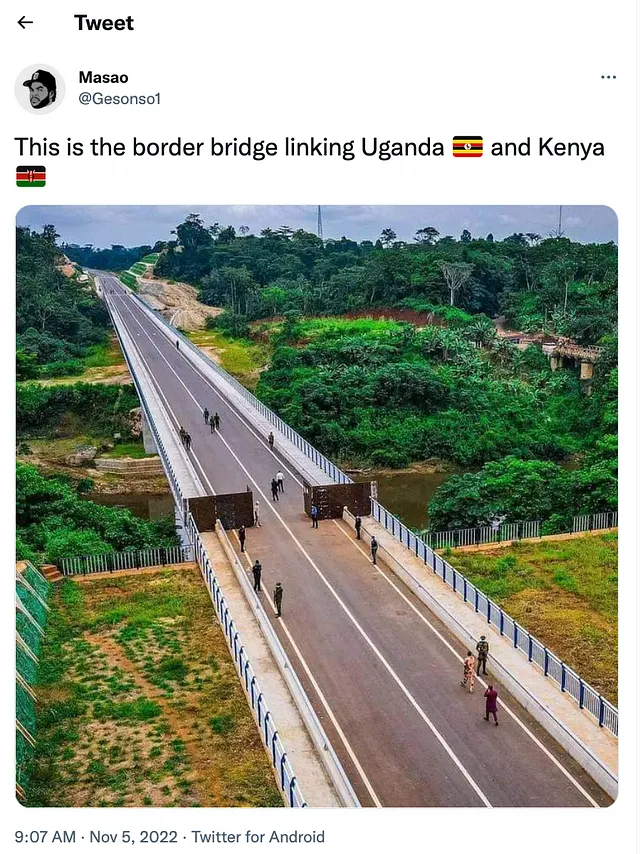 Tweet
Masao
@Gesonso1
This is the border bridge linking Uganda 🇺🇬 and Kenya
🇰🇪
9:07 AM · Nov 5, 2022 · Twitter for Android